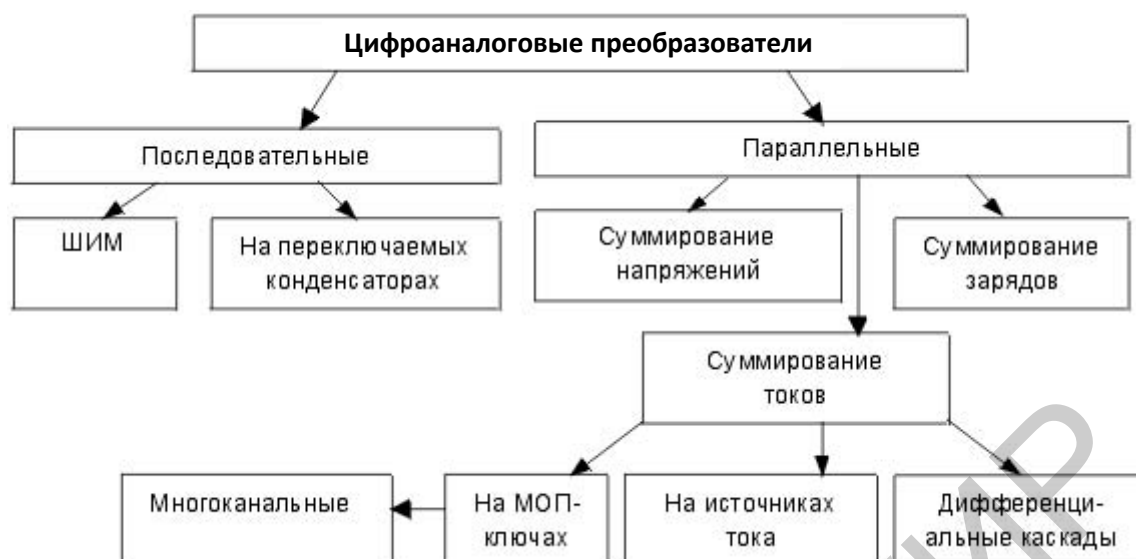 Цифроаналоговые преобразователи
Последовательные
Параллельные
ШИМ
На переключаемых
конденсаторах
Суммирование
напряжений
Суммирование
зарядов
Суммирование
токов
Многоканальные
На МОП-
ключах
На источниках
тока
Дифференци-
альные каскады